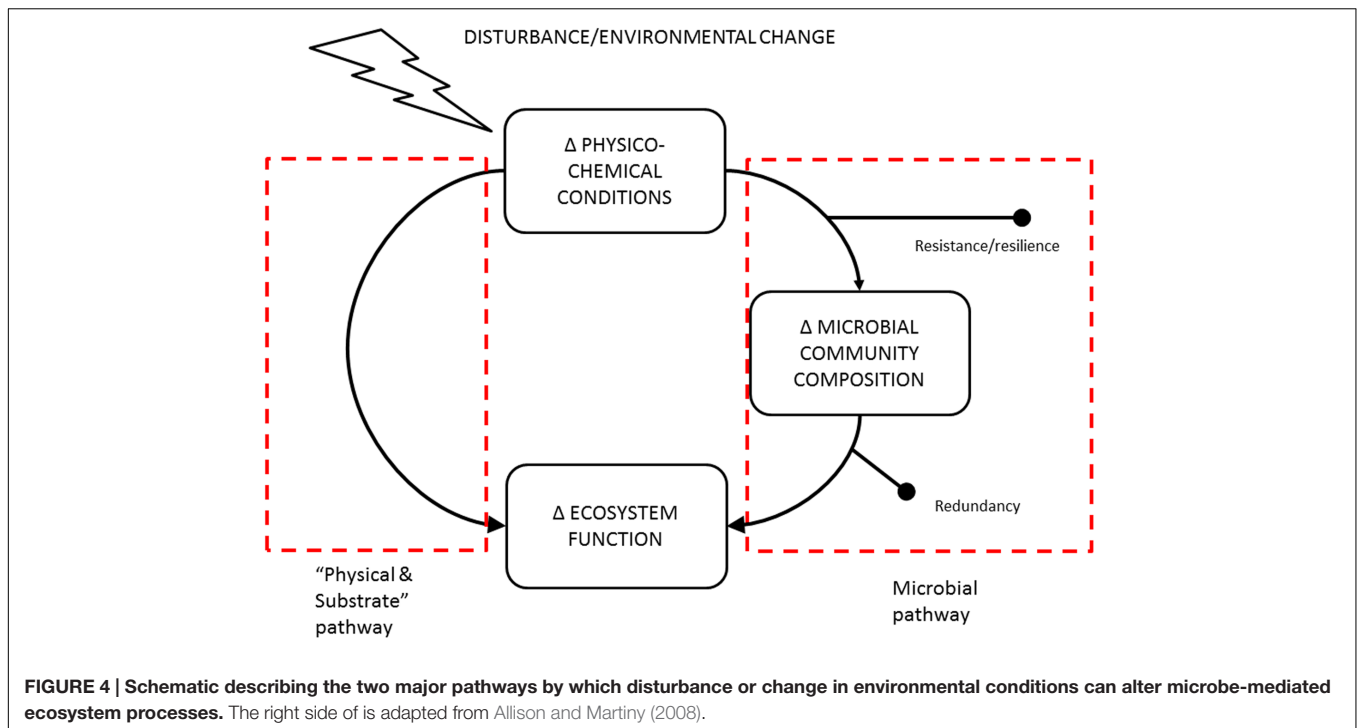 DISTURBANCE/ENVIRONMENTAL CHANGE
Δ PHYSICO-
CHEMICAL
CONDITIONS
Resistance/resilience
Δ MICROBIAL
COMMUNITY
COMPOSITION
Redundancy
Δ ECOSYSTEM
FUNCTION
“Physical &
Substrate”
pathway
Microbial
pathway
FIGURE 4 | Schematic describing the two major pathways by which disturbance or change in environmental conditions can alter microbe-mediated
ecosystem processes. The right side of is adapted from Allison and Martiny (2008).